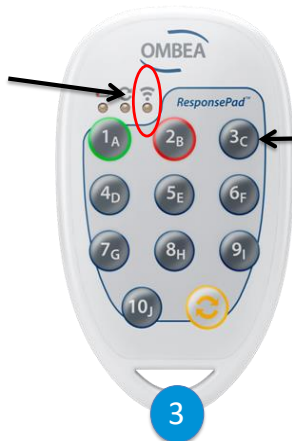 OMBEA
ResponsePad™
1A 2B 3C
4D 5E 6F
7G 8H 9I
10J
3